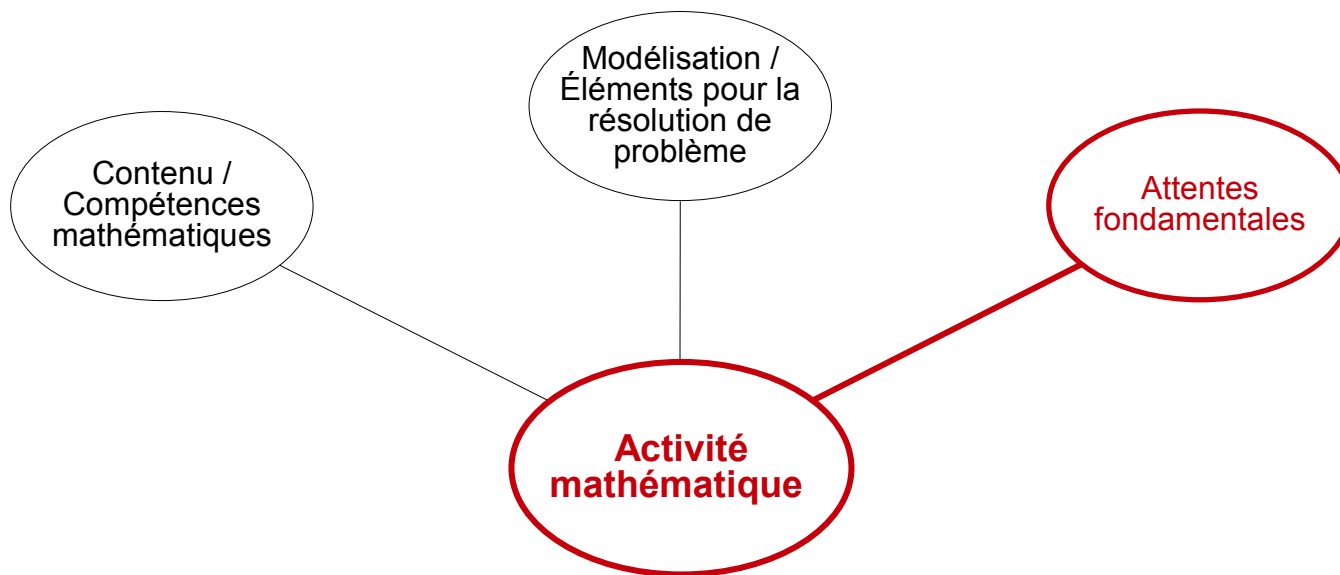 Modélisation /
Éléments pour la
résolution de
problème
Contenu /
Compétences
mathématiques
Attentes
fondamentales
Activité
mathématique